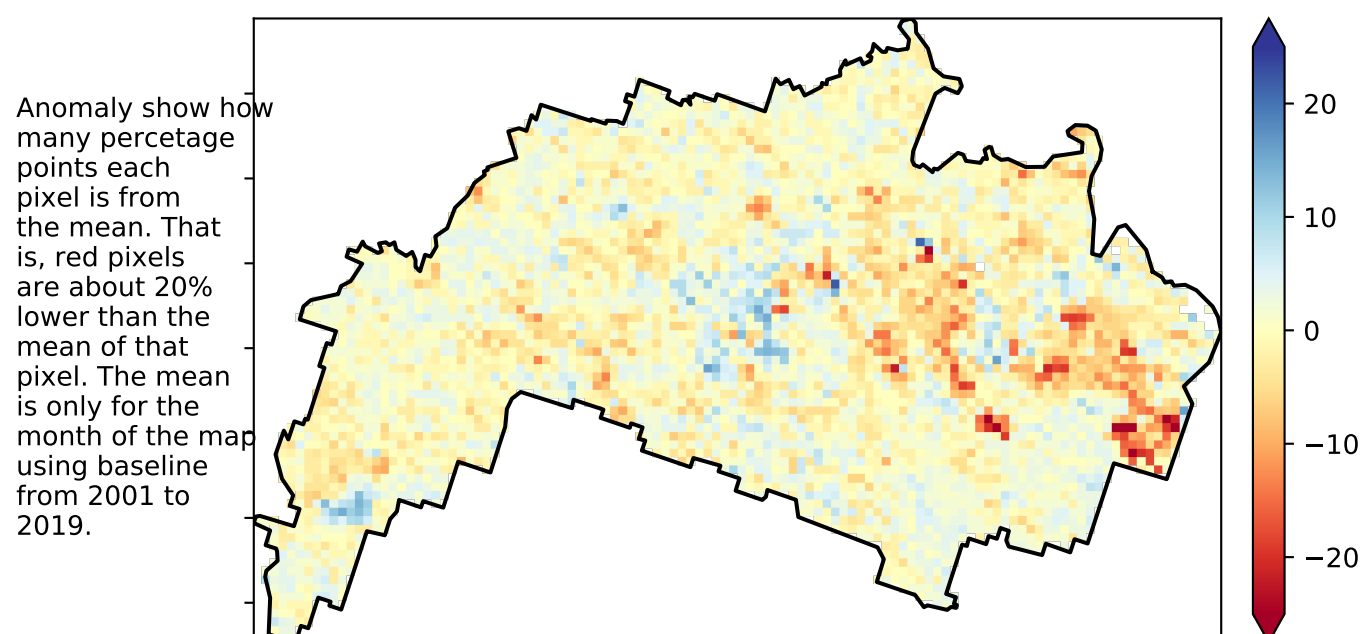 Anomaly show how
many percetage
points each
pixel is from
the mean. That
is, red pixels
are about 20%
lower than the
mean of that
pixel. The mean
is only for the
month of the map
using baseline
from 2001 to
2019.
20
10
0
−10
−20